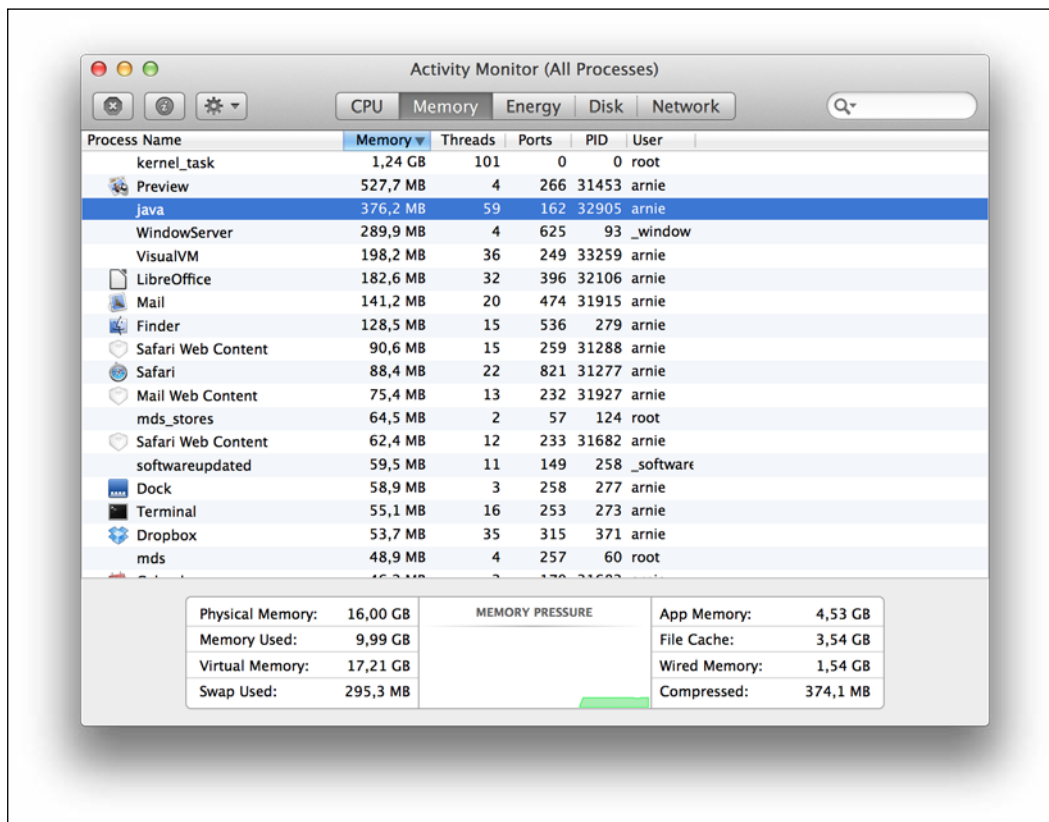 Activity Monitor (All Processes)
CPU Memory Energy Disk Network
Process Name Memory Threads Ports PID User
kernel_task 1,24 GB 101 0 0 root
Preview 527,7 MB 4 266 31453 arnie
java 376,2 MB 59 162 32905 arnie
WindowServer 289,9 MB 4 625 93 _window
VisualVM 198,2 MB 36 249 33259 arnie
LibreOffice 182,6 MB 32 396 32106 arnie
Mail 141,2 MB 20 474 31915 arnie
Finder 128,5 MB 15 536 279 arnie
Safari Web Content 90,6 MB 15 259 31288 arnie
Safari 88,4 MB 22 821 31277 arnie
Mail Web Content 75,4 MB 13 232 31927 arnie
mds_stores 64,5 MB 2 57 124 root
Safari Web Content 62,4 MB 12 233 31682 arnie
softwareupdated 59,5 MB 11 149 258 _software
Dock 58,9 MB 3 258 277 arnie
Terminal 55,1 MB 16 253 273 arnie
Dropbox 53,7 MB 35 315 371 arnie
mds 48,9 MB 4 257 60 root
Physical Memory: 16,00 GB MEMORY PRESSURE App Memory: 4,53 GB
Memory Used: 9,99 GB File Cache: 3,54 GB
Virtual Memory: 17,21 GB Wired Memory: 1,54 GB
Swap Used: 295,3 MB Compressed: 374,1 MB